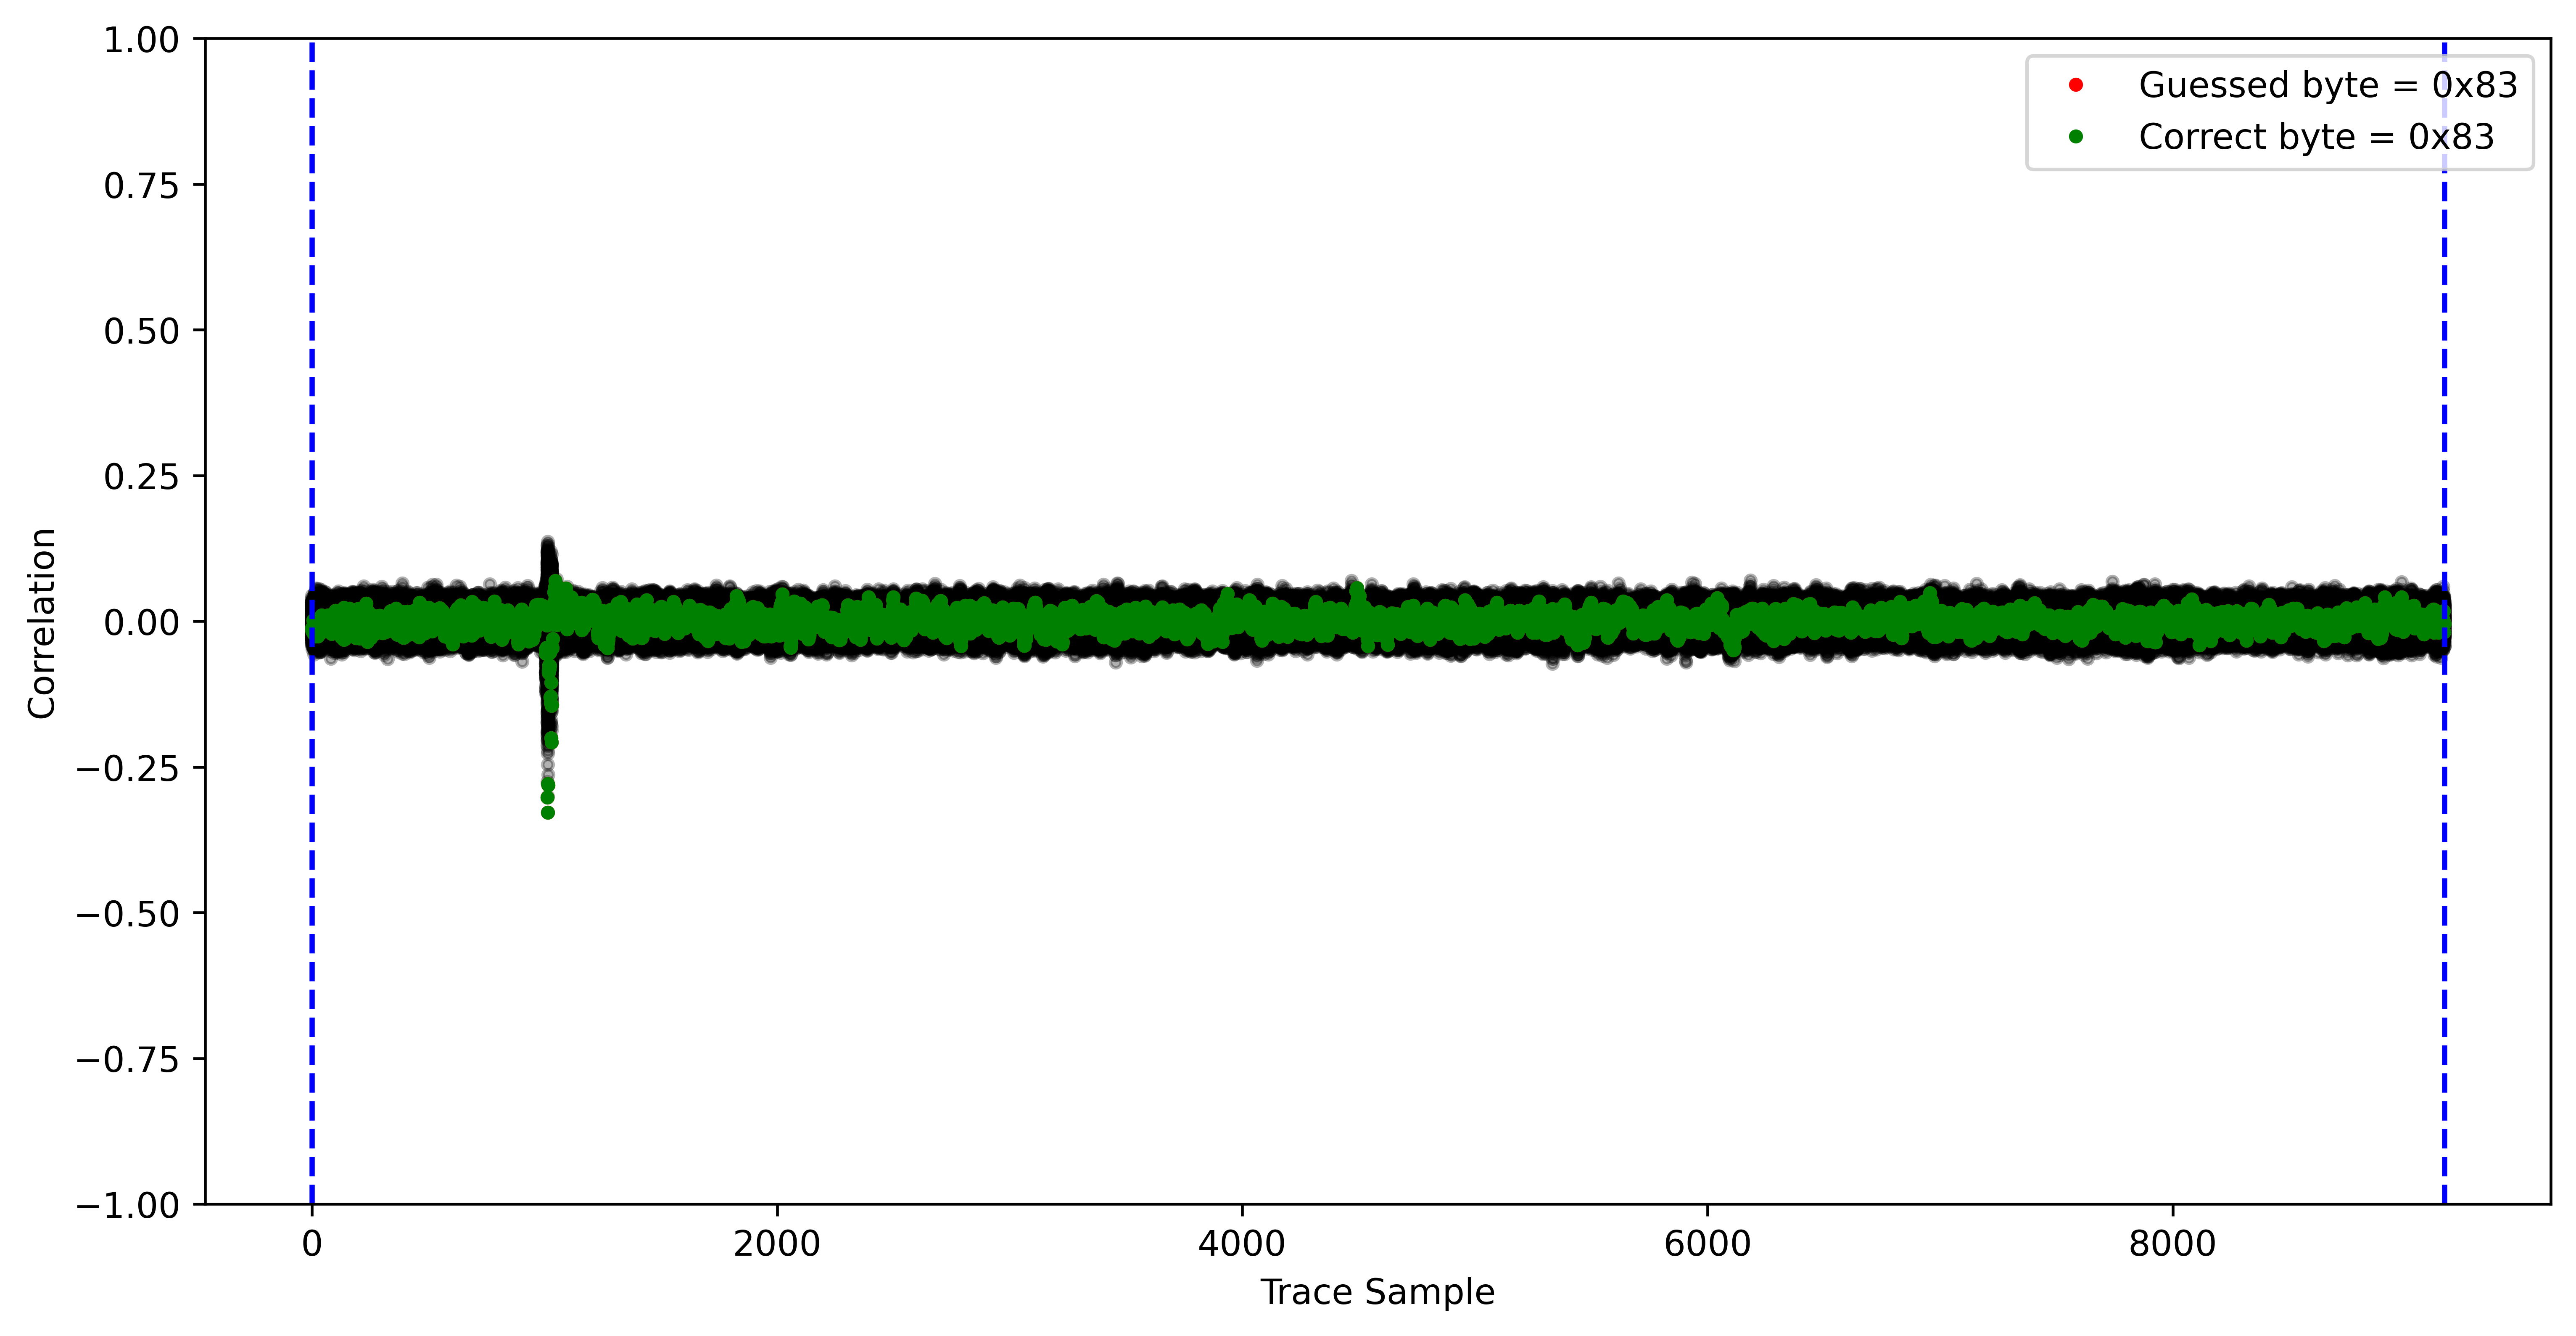 1.00
0.75
0.50
0.25
0.00
−0.25
−0.50
−0.75
−1.00
Correlation
Guessed byte = 0x83
Correct byte = 0x83
0 2000 4000 6000 8000
Trace Sample